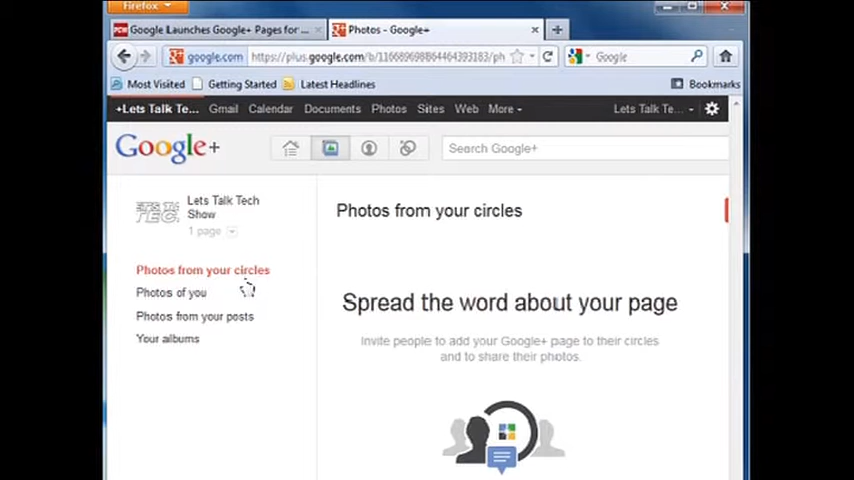 Firefox
Google Launches Google+ Pages for ...
Photos - Google+
google.com
https://plus.google.com/b/116689698864464393183/ph
Google
Most Visited
Getting Started
Latest Headlines
Bookmarks
+Lets Talk Te... Gmail Calendar Documents Photos Sites Web More
Lets Talk Te...
Google+
Search Google+
Lets Talk Tech
Show
1 page
Photos from your circles
Photos of you
Photos from your posts
Your albums
Photos from your circles
Spread the word about your page
Invite people to add your Google+ page to their circles
and to share their photos.